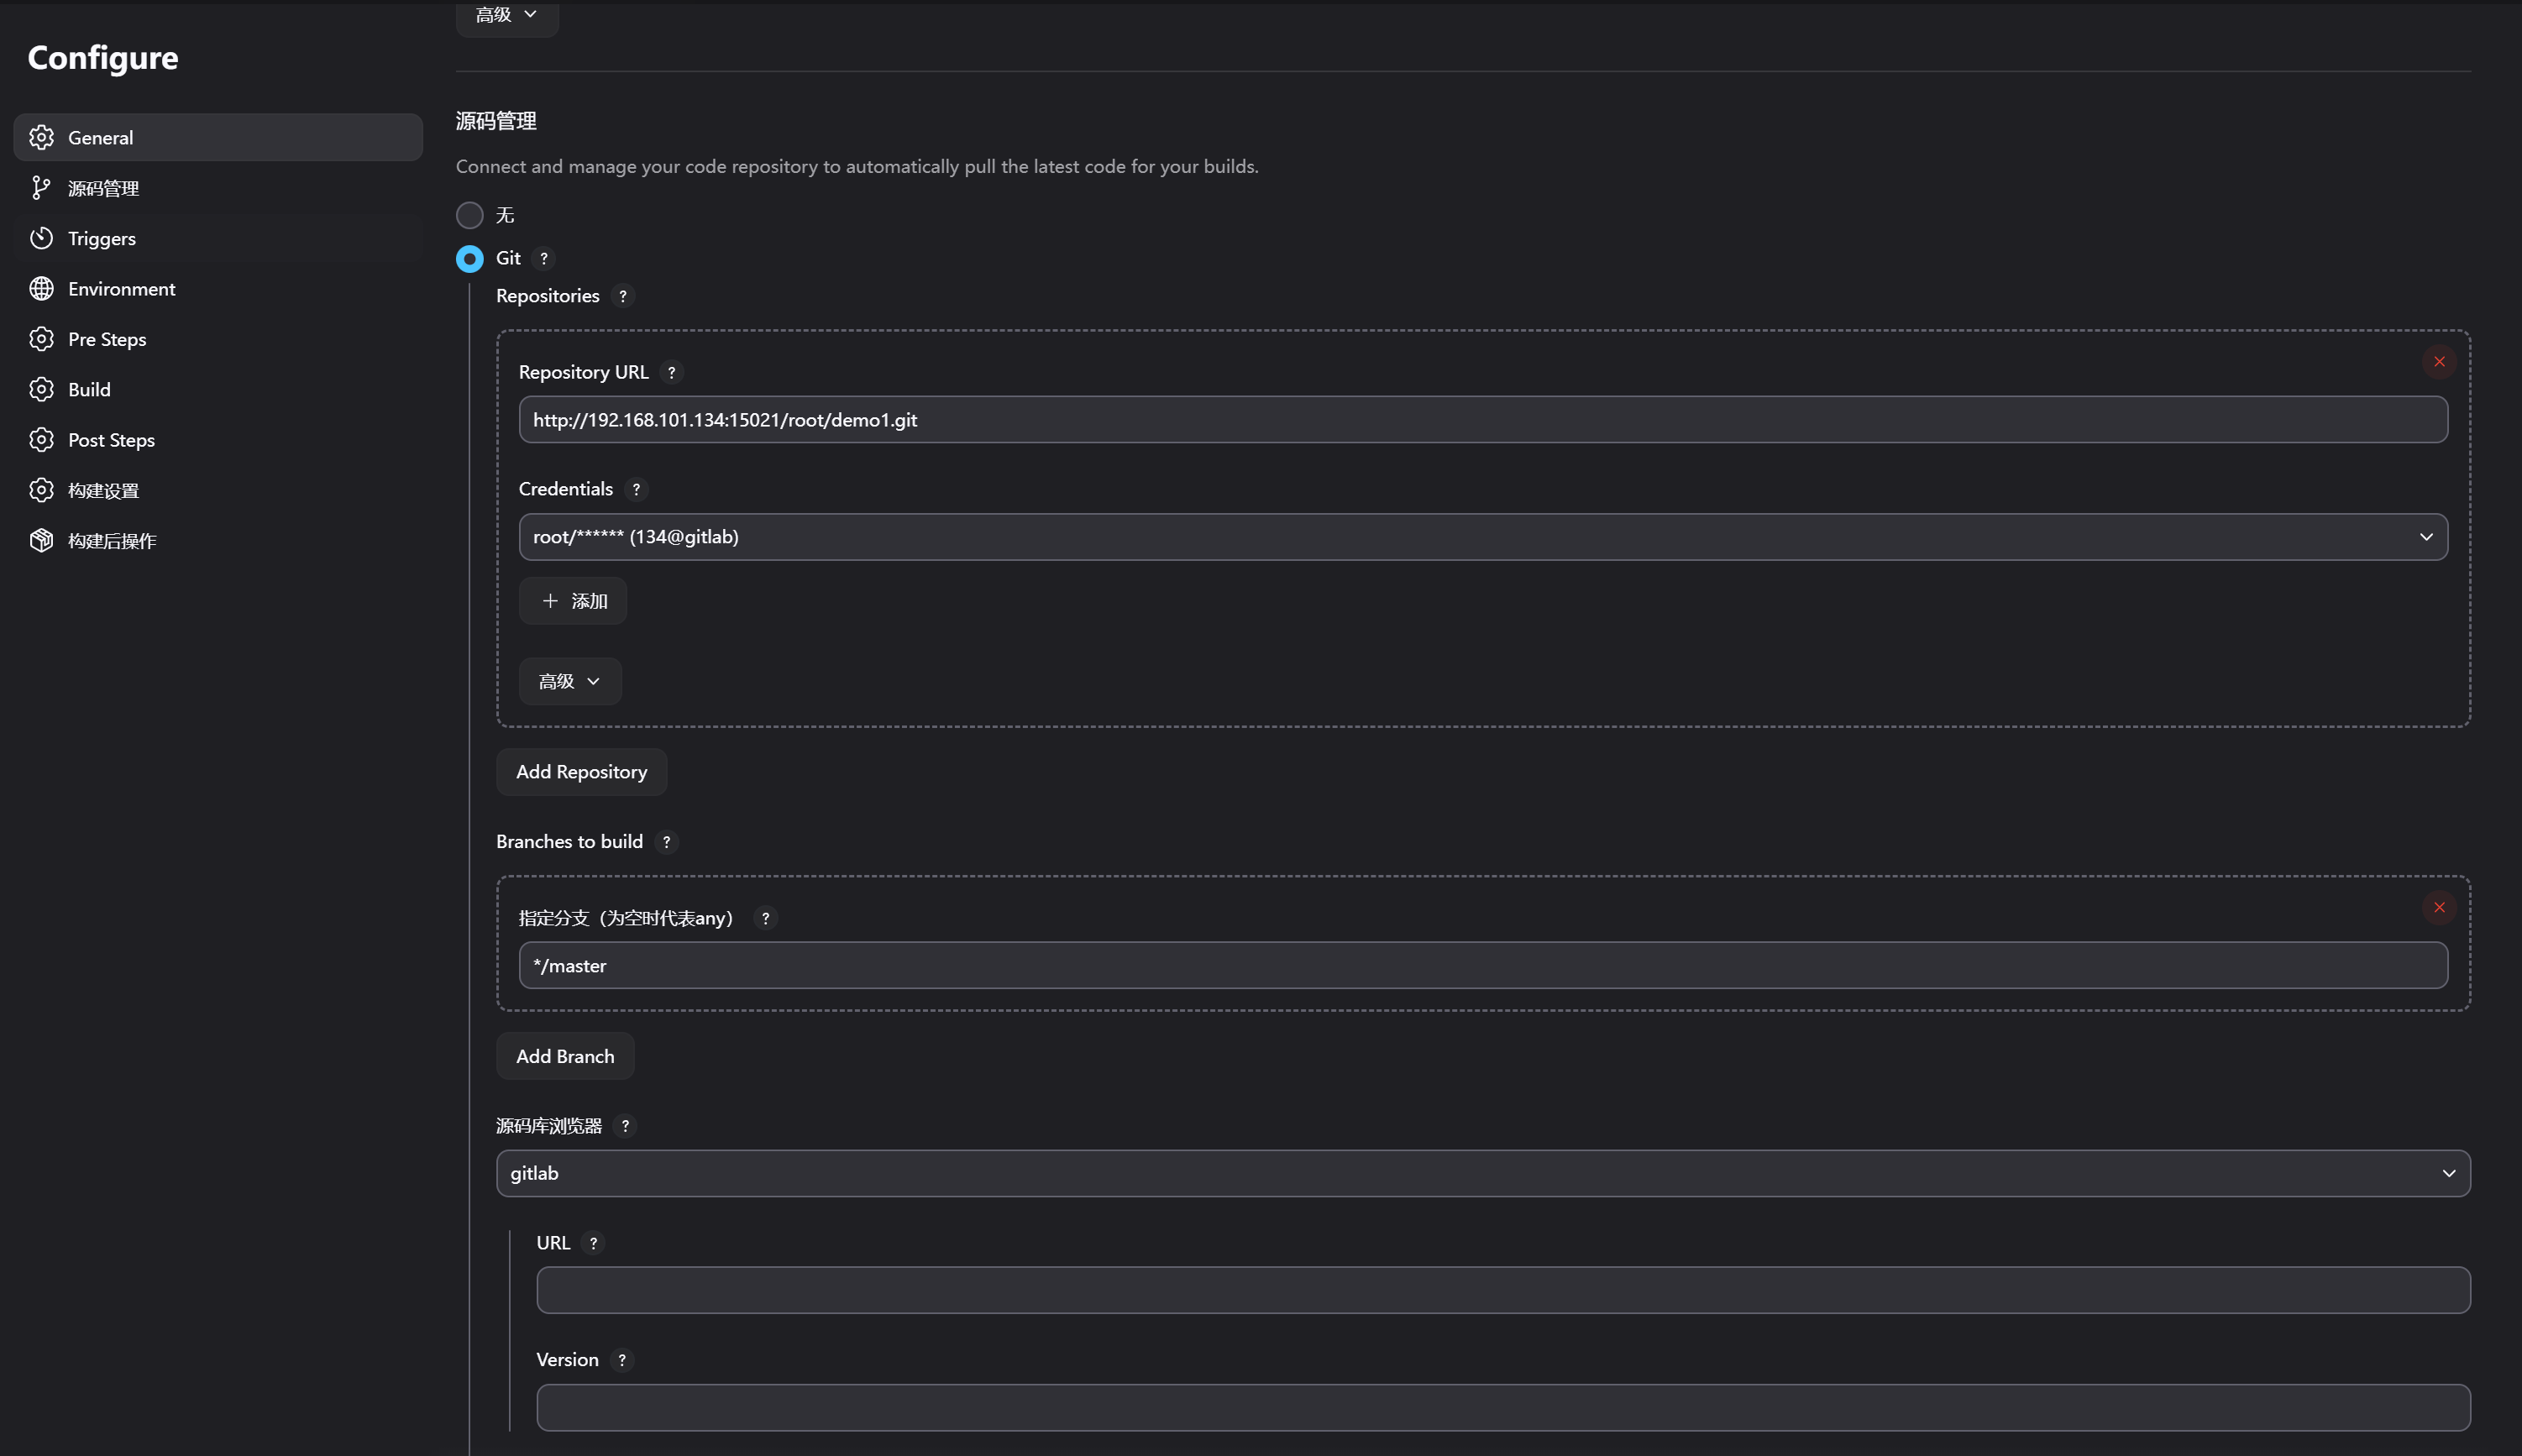 高级
Configure
General
源码管理
Triggers
Environment
Pre Steps
Build
Post Steps
构建设置
构建后操作
源码管理
Connect and manage your code repository to automatically pull the latest code for your builds.
无
Git ?
Repositories ?
Repository URL ?
http://192.168.101.134:15021/root/demo1.git
Credentials ?
root/****** (134@gitlab)
添加
高级
Add Repository
Branches to build ?
指定分支（为空时代表any） ?
*/master
Add Branch
源码库浏览器 ?
gitlab
URL ?
Version ?